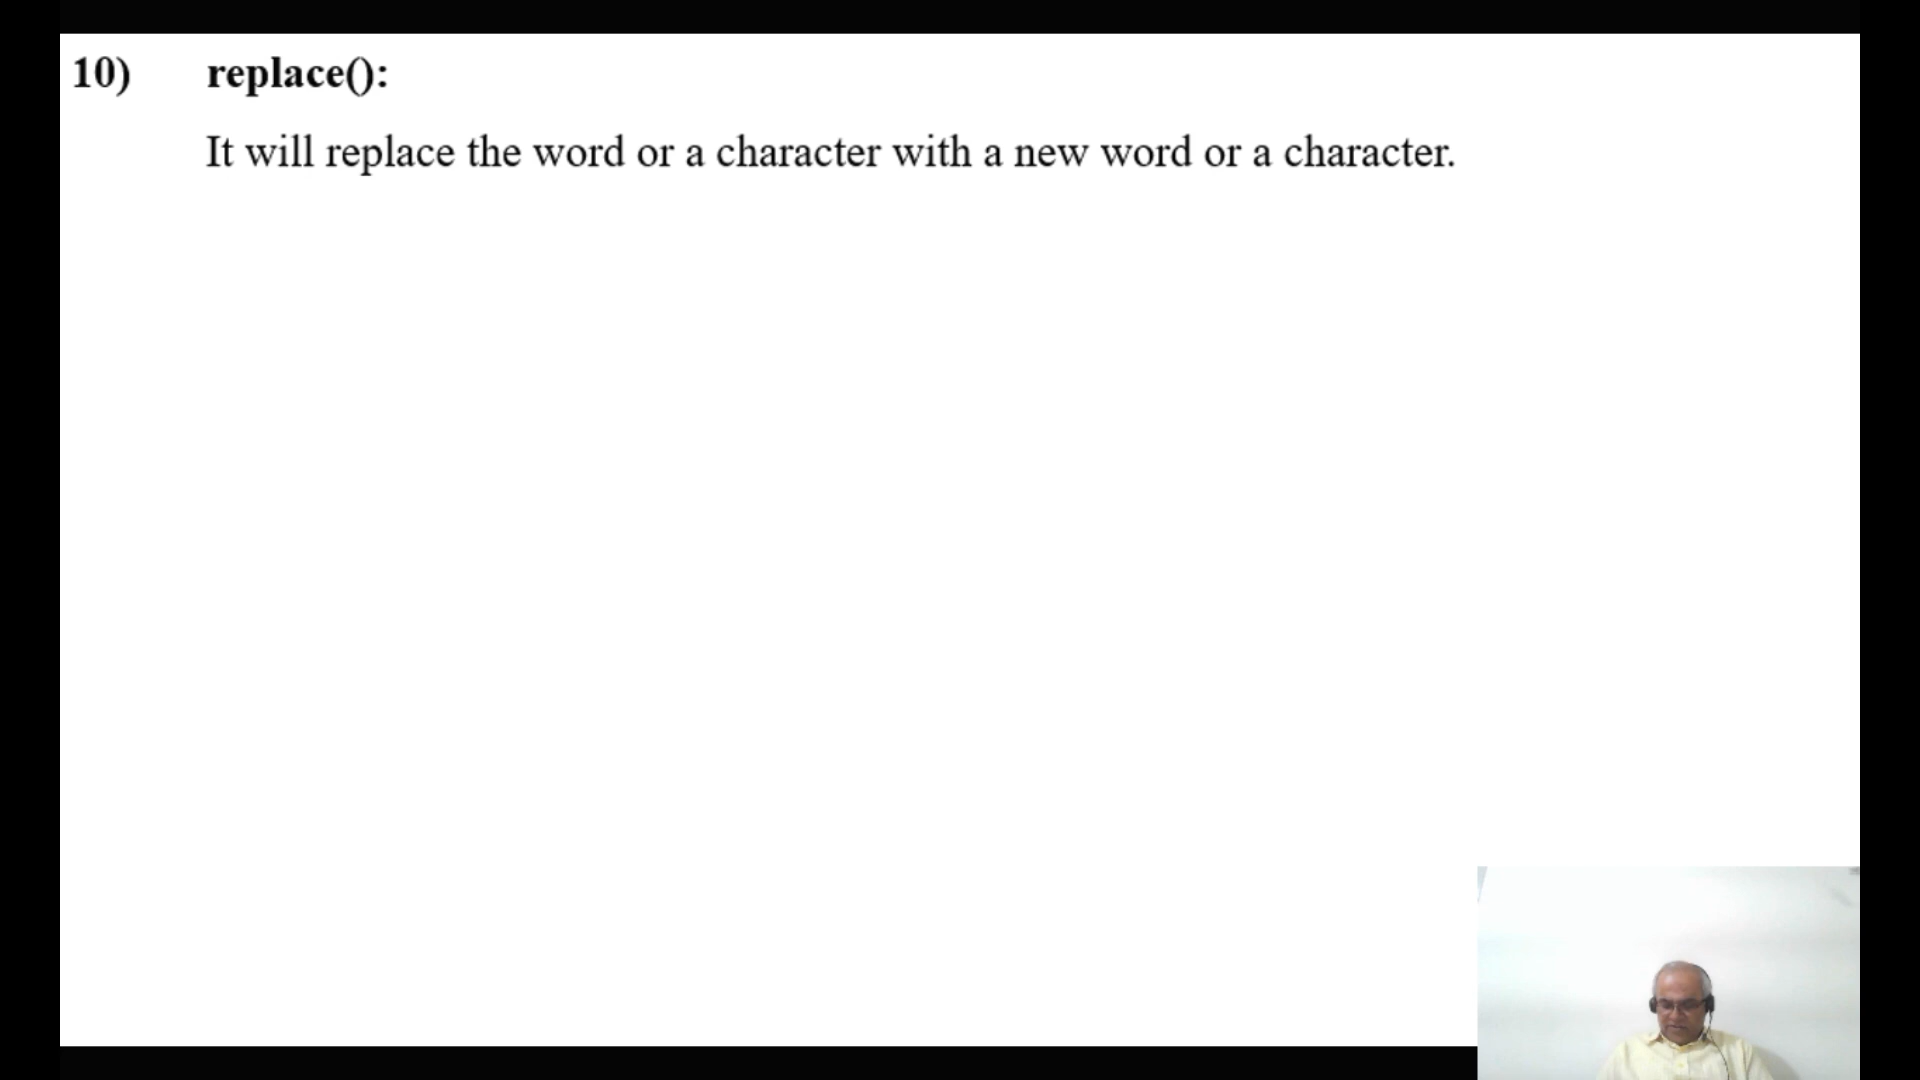 10) replace():
It will replace the word or a character with a new word or a character.